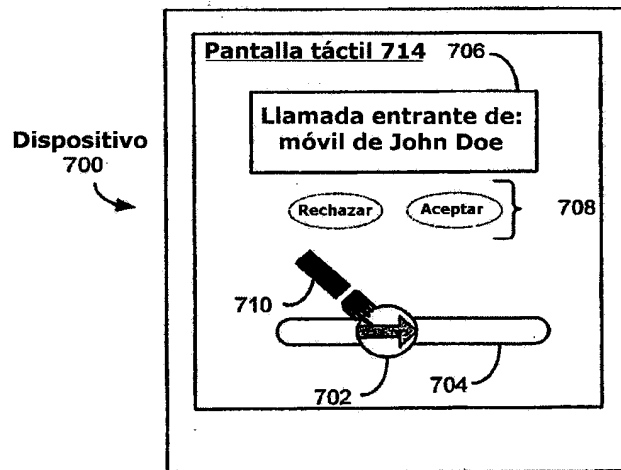 Pantalla táctil 714
706
Llamada entrante de:
móvil de John Doe
Dispositivo
700
Rechazar
Aceptar
708
710
702
704